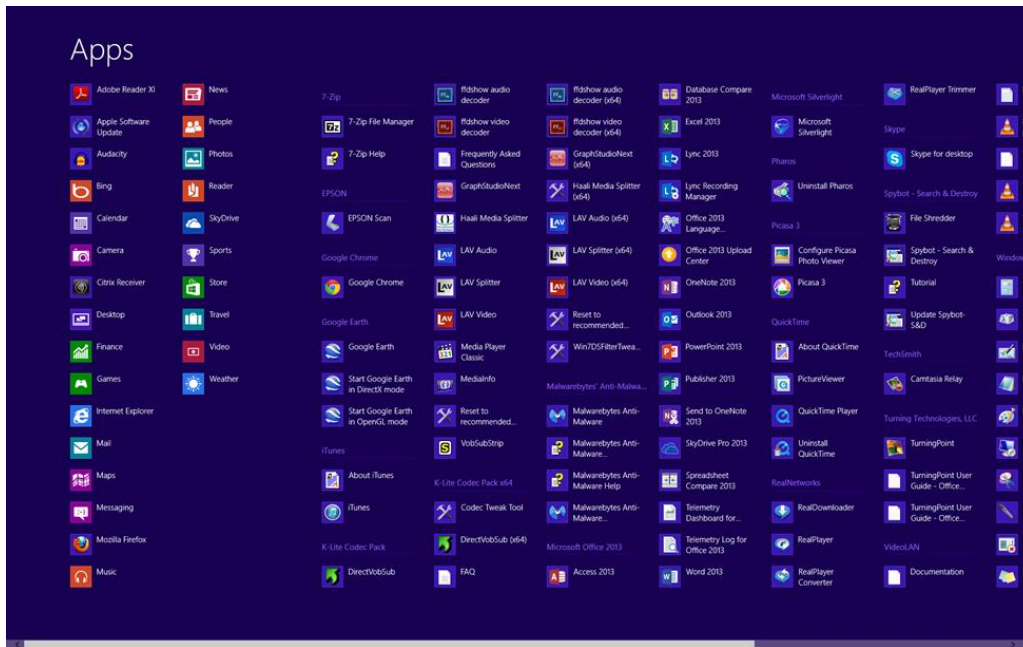 Apps
Adobe Reader XI
Apple Software
Update
Audacity
Bing
Calendar
Camera
Citrix Receiver
Desktop
Finance
Games
Internet Explorer
Mail
Maps
Messaging
Mozilla Firefox
Music
News
People
Photos
Reader
SkyDrive
Sports
Store
Travel
Video
Weather
7-Zip
7-Zip File Manager
7-Zip Help
EPSON
EPSON Scan
Google Chrome
Google Chrome
Google Earth
Google Earth
Start Google Earth
in DirectX mode
Start Google Earth
in OpenGL mode
iTunes
About iTunes
iTunes
K-Lite Codec Pack
DirectVobSub
ffdshow audio
decoder
ffdshow video
decoder
Frequently Asked
Questions
GraphStudioNext
Haali Media Splitter
LAV Audio
LAV Splitter
LAV Video
Media Player
Classic
MediaInfo
Reset to
recommended...
VobSubStrip
K-Lite Codec Pack x64
Codec Tweak Tool
DirectVobSub (x64)
FAQ
ffdshow audio
decoder (x64)
ffdshow video
decoder (x64)
GraphStudioNext
(x64)
Haali Media Splitter
(x64)
LAV Audio (x64)
LAV Splitter (x64)
LAV Video (x64)
Reset to
recommended...
Win7DSFilterTwea...
Malwarebytes' Anti-Malwa...
Malwarebytes Anti-
Malware
Malwarebytes Anti-
Malware...
Malwarebytes Anti-
Malware Help
Malwarebytes Anti-
Malware...
Microsoft Office 2013
Access 2013
Database Compare
2013
Excel 2013
Lync 2013
Lync Recording
Manager
Office 2013
Language...
Office 2013 Upload
Center
OneNote 2013
Outlook 2013
PowerPoint 2013
Publisher 2013
Send to OneNote
2013
SkyDrive Pro 2013
Spreadsheet
Compare 2013
Telemetry
Dashboard for...
Telemetry Log for
Office 2013
Word 2013
Microsoft Silverlight
Microsoft
Silverlight
Pharos
Uninstall Pharos
Picasa 3
Configure Picasa
Photo Viewer
Picasa 3
QuickTime
About QuickTime
PictureViewer
QuickTime Player
Uninstall
QuickTime
RealNetworks
RealDownloader
RealPlayer
RealPlayer
Converter
RealPlayer Trimmer
Skype
Skype for desktop
Spybot - Search & Destroy
File Shredder
Spybot - Search &
Destroy
Tutorial
Update Spybot-
S&D
TechSmith
Camtasia Relay
Turning Technologies, LLC
TurningPoint
TurningPoint User
Guide - Office...
TurningPoint User
Guide - Office...
VideoLAN
Documentation
Window